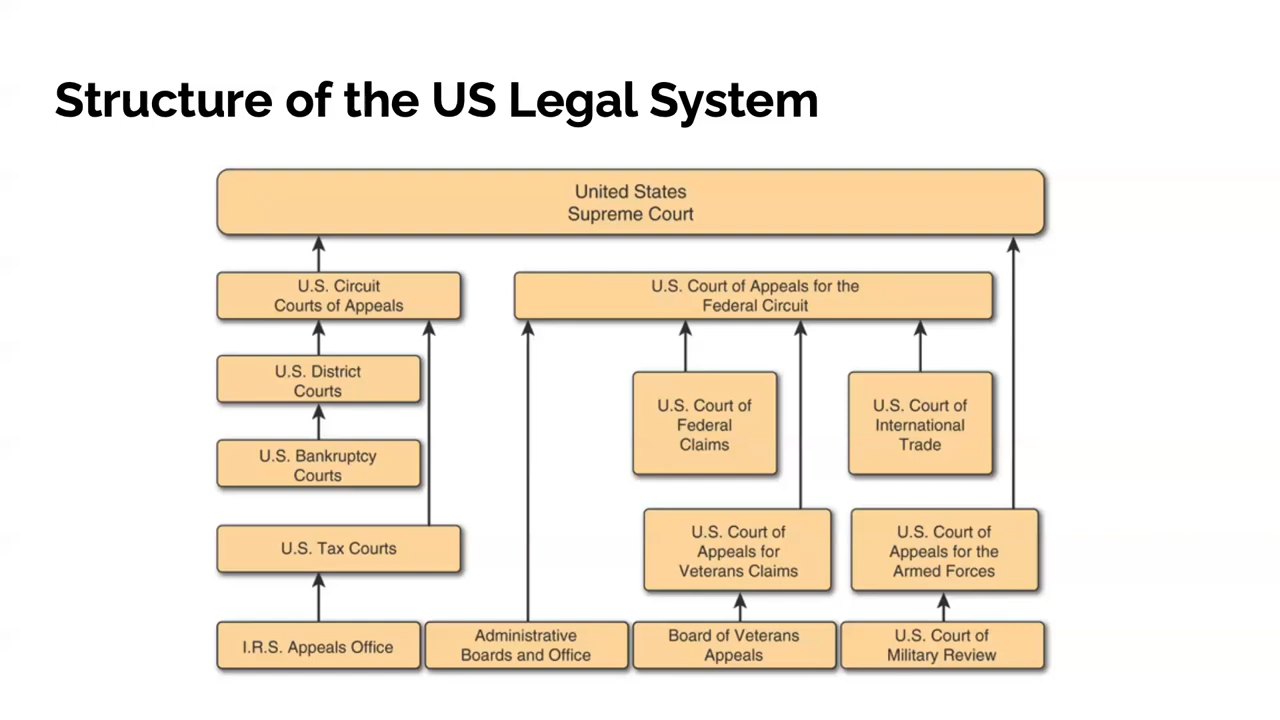 Structure of the US Legal System
United States
Supreme Court
U.S. Circuit
Courts of Appeals
U.S. Court of Appeals for the
Federal Circuit
U.S. District
Courts
U.S. Court of
Federal
Claims
U.S. Court of
International
Trade
U.S. Bankruptcy
Courts
U.S. Tax Courts
U.S. Court of
Appeals for
Veterans Claims
U.S. Court of
Appeals for the
Armed Forces
I.R.S. Appeals Office
Administrative
Boards and Office
Board of Veterans
Appeals
U.S. Court of
Military Review